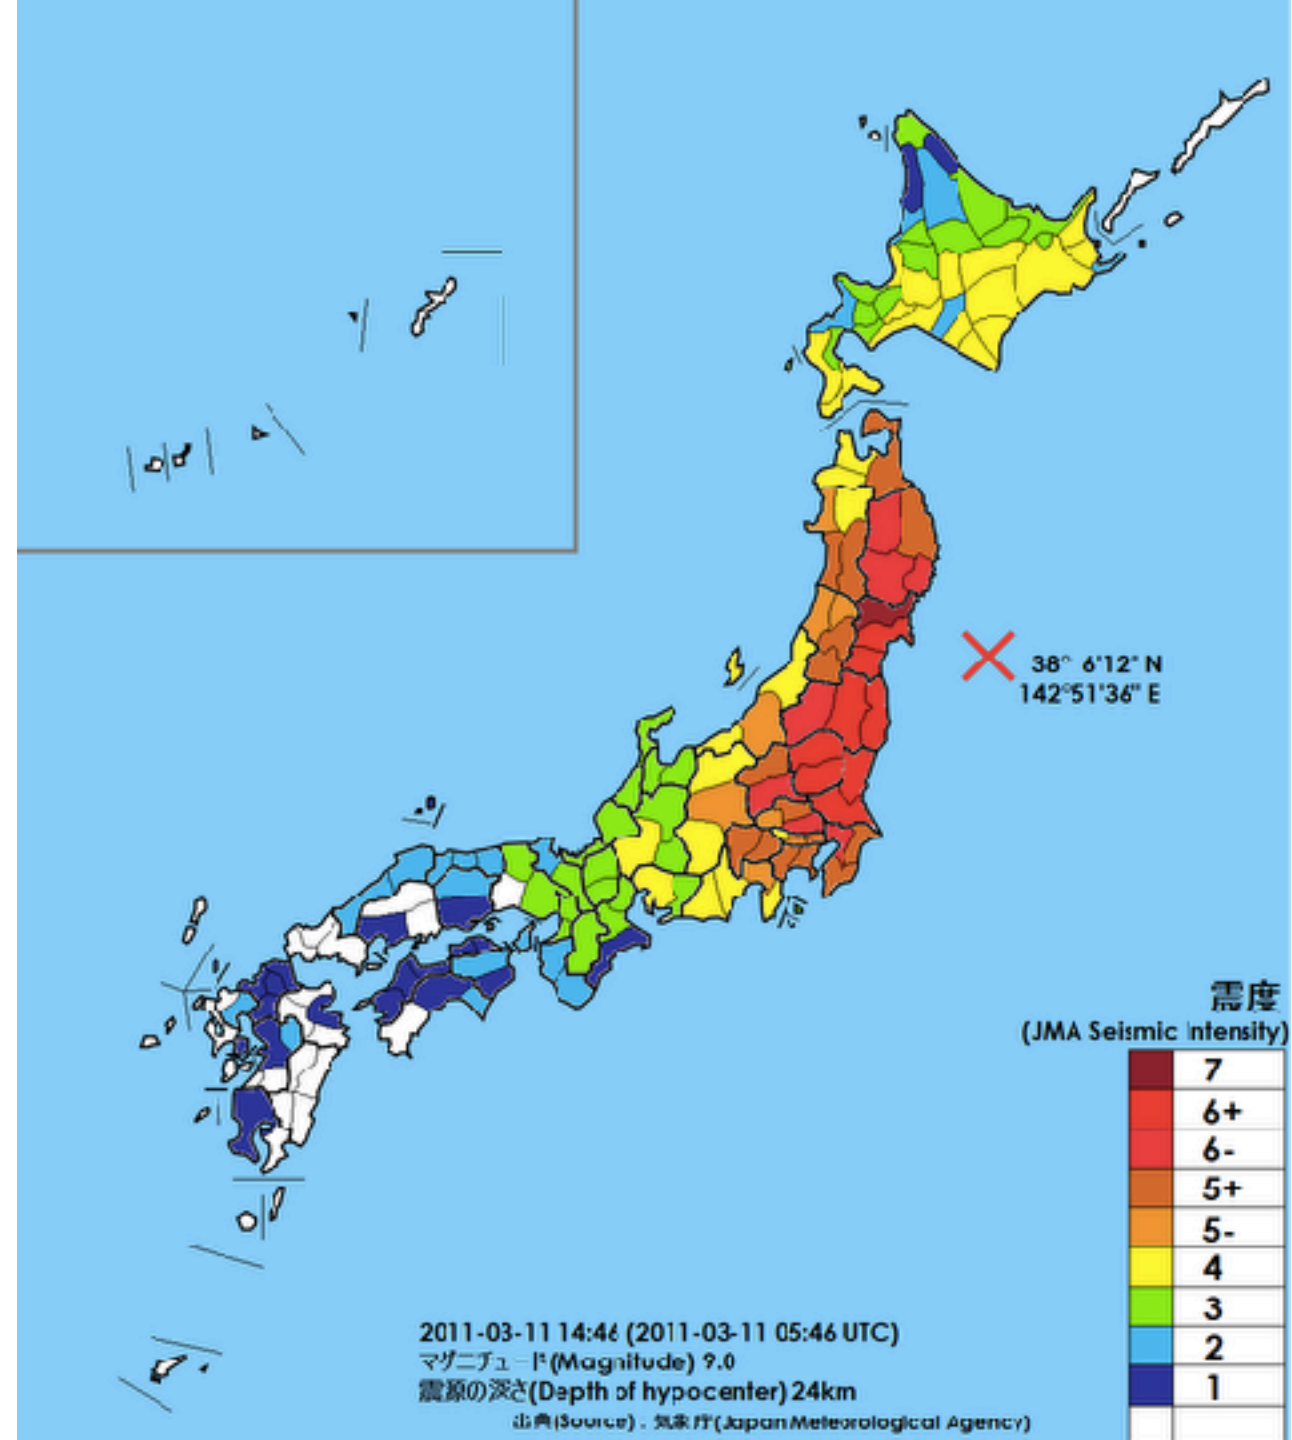 38° 6'12" N
142°51'36" E
震度
(JMA Seismic Intensity)
7
6+
6-
5+
5-
4
3
2
1
2011-03-11 14:46 (2011-03-11 05:46 UTC)
マグニチュード(Magnitude) 9.0
震源の深さ(Depth of hypocenter) 24km
出典(Source) : 気象庁(Japan Meteorological Agency)